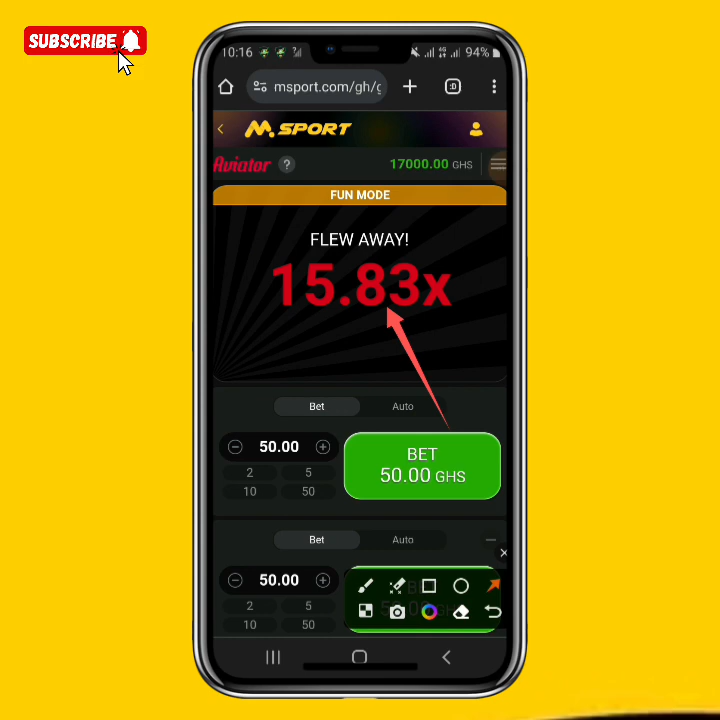 SUBSCRIBE
10:16
94%
msport.com/gh/g
M.SPORT
Aviator ? 17000.00 GHS
FUN MODE
FLEW AWAY!
15.83x
Bet Auto
50.00
2 5
10 50
BET
50.00 GHS
Bet Auto
50.00
2 5
10 50